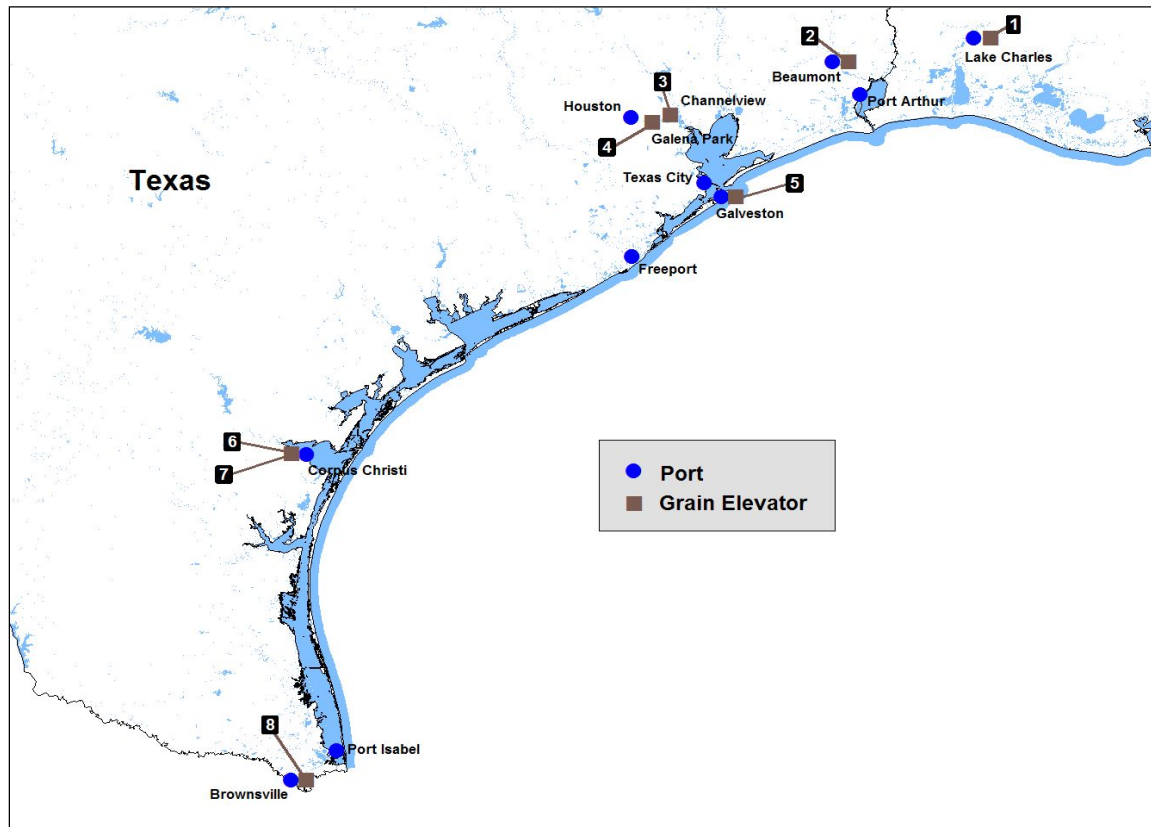 1
2
Lake Charles
Beaumont
3
Port Arthur
Channelview
Houston
Galena Park
4
Texas
Texas City
5
Galveston
Freeport
6
7
Corpus Christi
Port
Grain Elevator
8
Port Isabel
Brownsville